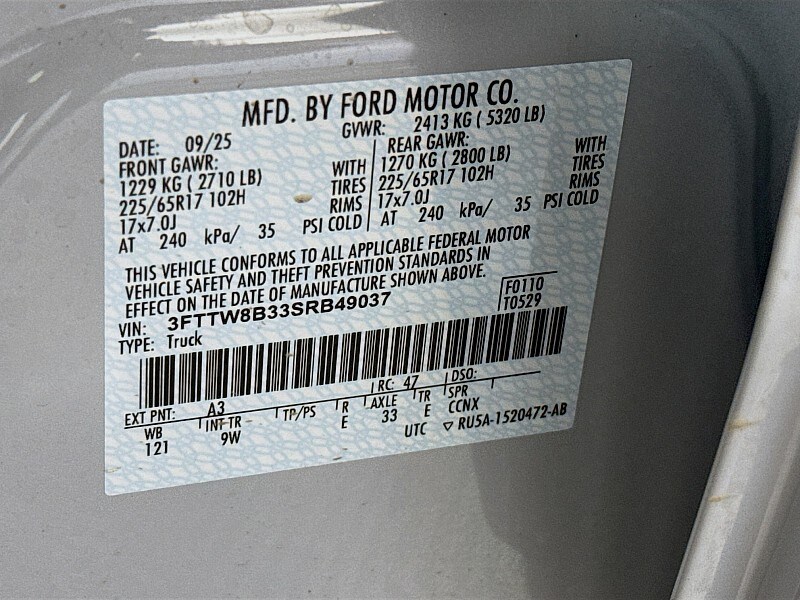 MFD. BY FORD MOTOR CO.
DATE: 09/25 GVWR: 2413 KG ( 5320 LB)
FRONT GAWR: REAR GAWR:
1229 KG ( 2710 LB) WITH 1270 KG ( 2800 LB) WITH
225/65R17 102H TIRES 225/65R17 102H TIRES
17x7.0J RIMS 17x7.0J RIMS
AT 240 kPa/ 35 PSI COLD AT 240 kPa/ 35 PSI COLD
THIS VEHICLE CONFORMS TO ALL APPLICABLE FEDERAL MOTOR
VEHICLE SAFETY AND THEFT PREVENTION STANDARDS IN
EFFECT ON THE DATE OF MANUFACTURE SHOWN ABOVE.
VIN: 3FTTW8B33SRB49037 F0110
TYPE: Truck T0529
EXT PNT: A3 RC: 47 DSO:
WB INT TR TP/PS R AXLE TR SPR
121 9W E 33 E CCNX
UTC ▽ RU5A-1520472-AB